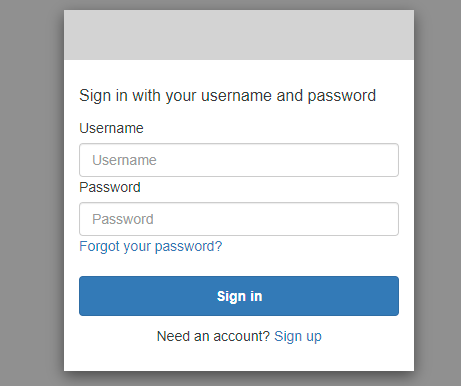 Sign in with your username and password
Username
Username
Password
Password
Forgot your password?
Sign in
Need an account? Sign up